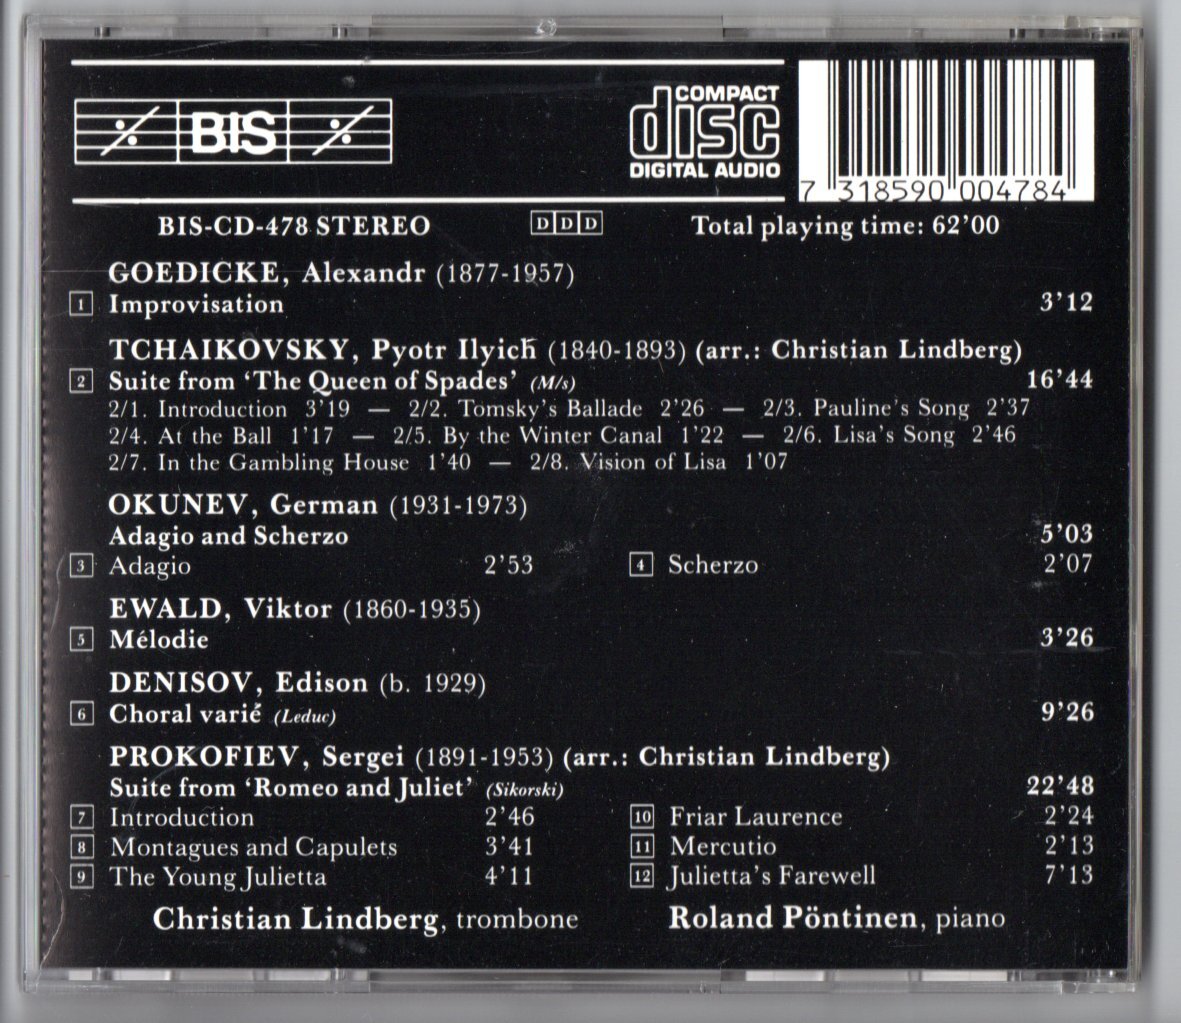 BIS
COMPACT
disc
DIGITAL AUDIO
7 318590 004784
BIS-CD-478 STEREO D D D Total playing time: 62'00
GOEDICKE, Alexandr (1877-1957)
1 Improvisation 3'12
TCHAIKOVSKY, Pyotr Ilyich (1840-1893) (arr.: Christian Lindberg)
2 Suite from ‘The Queen of Spades’ (M/s) 16'44
2/1. Introduction 3'19 — 2/2. Tomsky's Ballade 2'26 — 2/3. Pauline's Song 2'37
2/4. At the Ball 1'17 — 2/5. By the Winter Canal 1'22 — 2/6. Lisa's Song 2'46
2/7. In the Gambling House 1'40 — 2/8. Vision of Lisa 1'07
OKUNEV, German (1931-1973)
Adagio and Scherzo 5'03
3 Adagio 2'53 4 Scherzo 2'07
EWALD, Viktor (1860-1935)
5 Mélodie 3'26
DENISOV, Edison (b. 1929)
6 Choral varié (Leduc) 9'26
PROKOFIEV, Sergei (1891-1953) (arr.: Christian Lindberg)
Suite from ‘Romeo and Juliet’ (Sikorski) 22'48
7 Introduction 2'46 10 Friar Laurence 2'24
8 Montagues and Capulets 3'41 11 Mercutio 2'13
9 The Young Julietta 4'11 12 Julietta's Farewell 7'13
Christian Lindberg, trombone Roland Pöntinen, piano